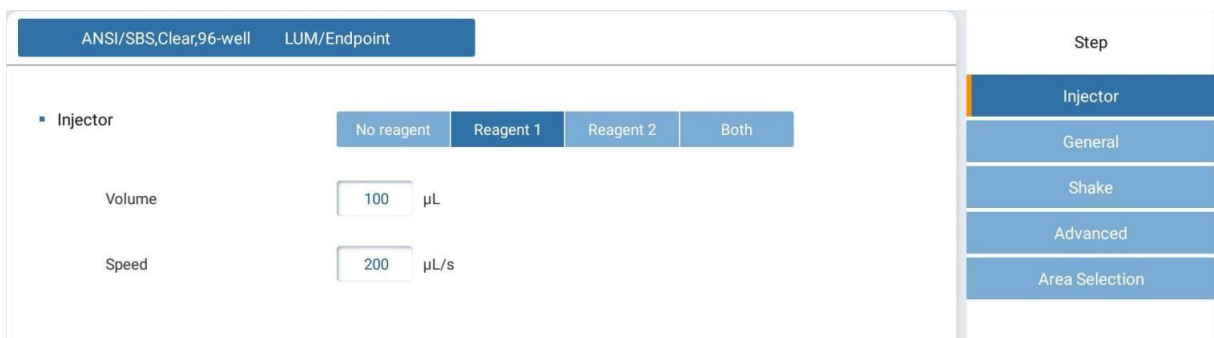 ANSI/SBS,Clear,96-well LUM/Endpoint
Injector
No reagent Reagent 1 Reagent 2 Both
Volume 100 µL
Speed 200 µL/s
Step
Injector
General
Shake
Advanced
Area Selection